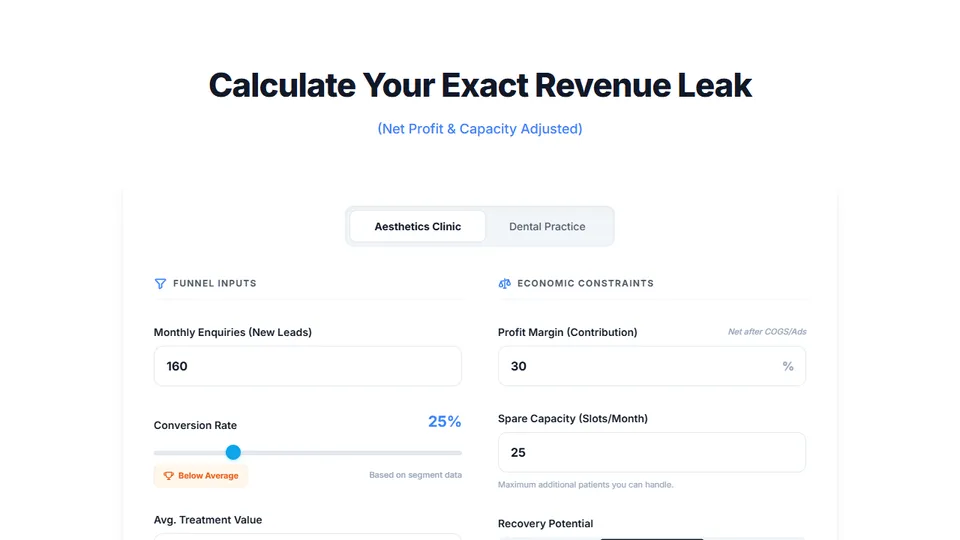 Calculate Your Exact Revenue Leak
(Net Profit & Capacity Adjusted)
Aesthetics Clinic
Dental Practice
FUNNEL INPUTS
Monthly Enquiries (New Leads)
160
Conversion Rate
25%
Below Average
Based on segment data
Avg. Treatment Value
ECONOMIC CONSTRAINTS
Profit Margin (Contribution)
Net after COGS/Ads
30
%
Spare Capacity (Slots/Month)
25
Maximum additional patients you can handle.
Recovery Potential